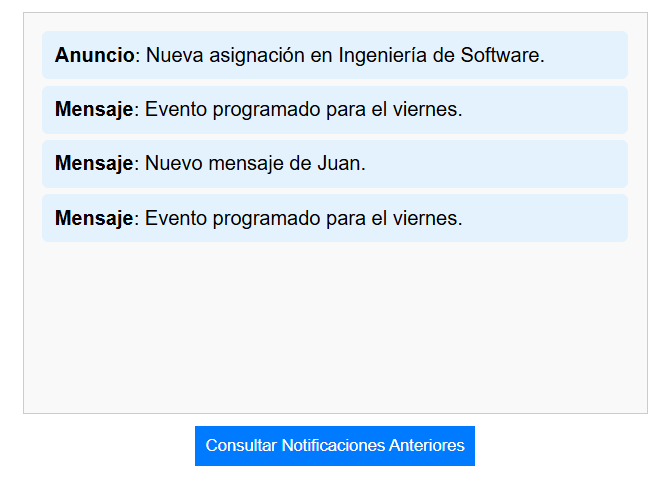 Anuncio: Nueva asignación en Ingeniería de Software.
Mensaje: Evento programado para el viernes.
Mensaje: Nuevo mensaje de Juan.
Mensaje: Evento programado para el viernes.
Consultar Notificaciones Anteriores